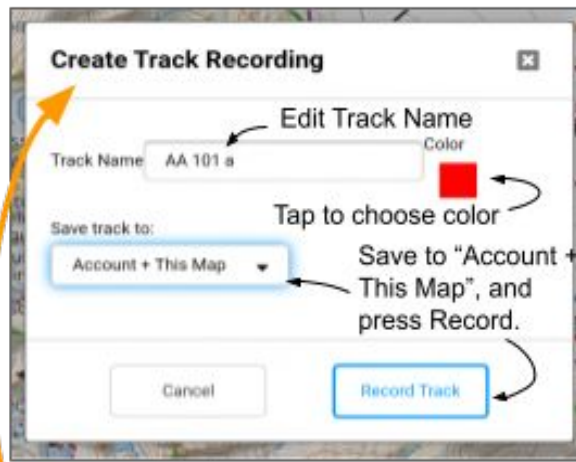 Create Track Recording
Edit Track Name
Color
Track Name
AA 101 a
Tap to choose color
Save track to:
Account + This Map
Save to “Account +
This Map”, and
press Record.
Cancel
Record Track